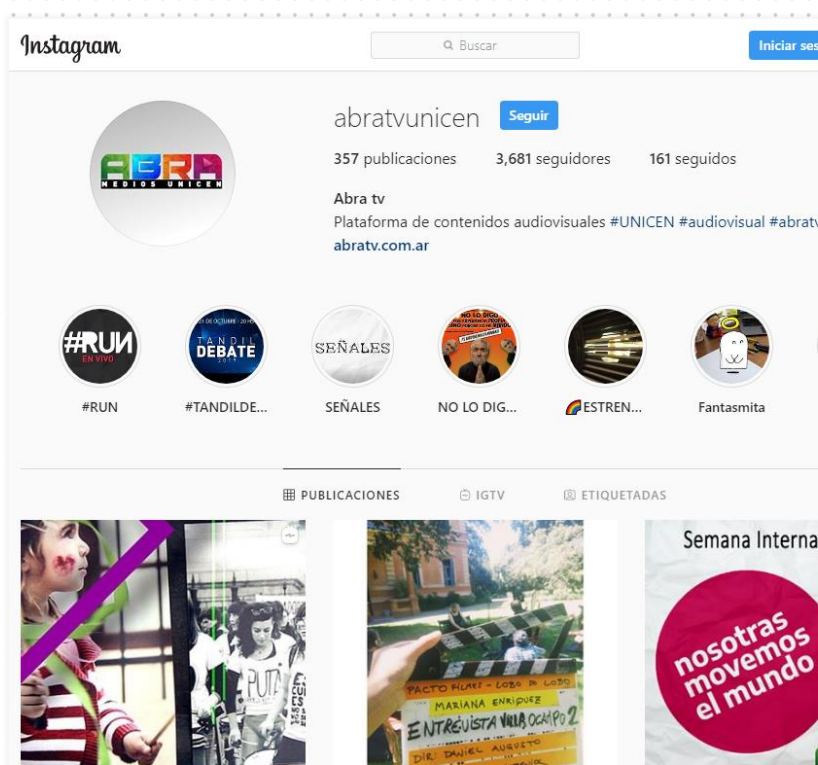 Instagram
Buscar
Iniciar ses
abratvunicen Seguir
357 publicaciones 3,681 seguidores 161 seguidos
Abra tv
Plataforma de contenidos audiovisuales #UNICEN #audiovisual #abratv
abratv.com.ar
ABRA
MEDIOS UNICEN
#RUN
EN VIVO
TANDIL
DEBATE
2019
SEÑALES
NO LO DIGO
#RUN #TANDILDE... SEÑALES NO LO DIG... ESTREN... Fantasmita
PUBLICACIONES IGTV ETIQUETADAS
PUTA
PACTO FILMES - LOBO DO LOBO
MARIANA ENRIQUEZ
ENTREVISTA VILLA OCAMPO 2
DIR: DANIEL AUGUSTO
Semana Interna
nosotras
movemos
el mundo